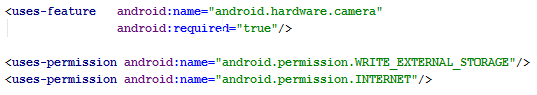 <uses-feature   android:name="android.hardware.camera"
android:required="true"/>
<uses-permission android:name="android.permission.WRITE_EXTERNAL_STORAGE"/>
<uses-permission android:name="android.permission.INTERNET"/>